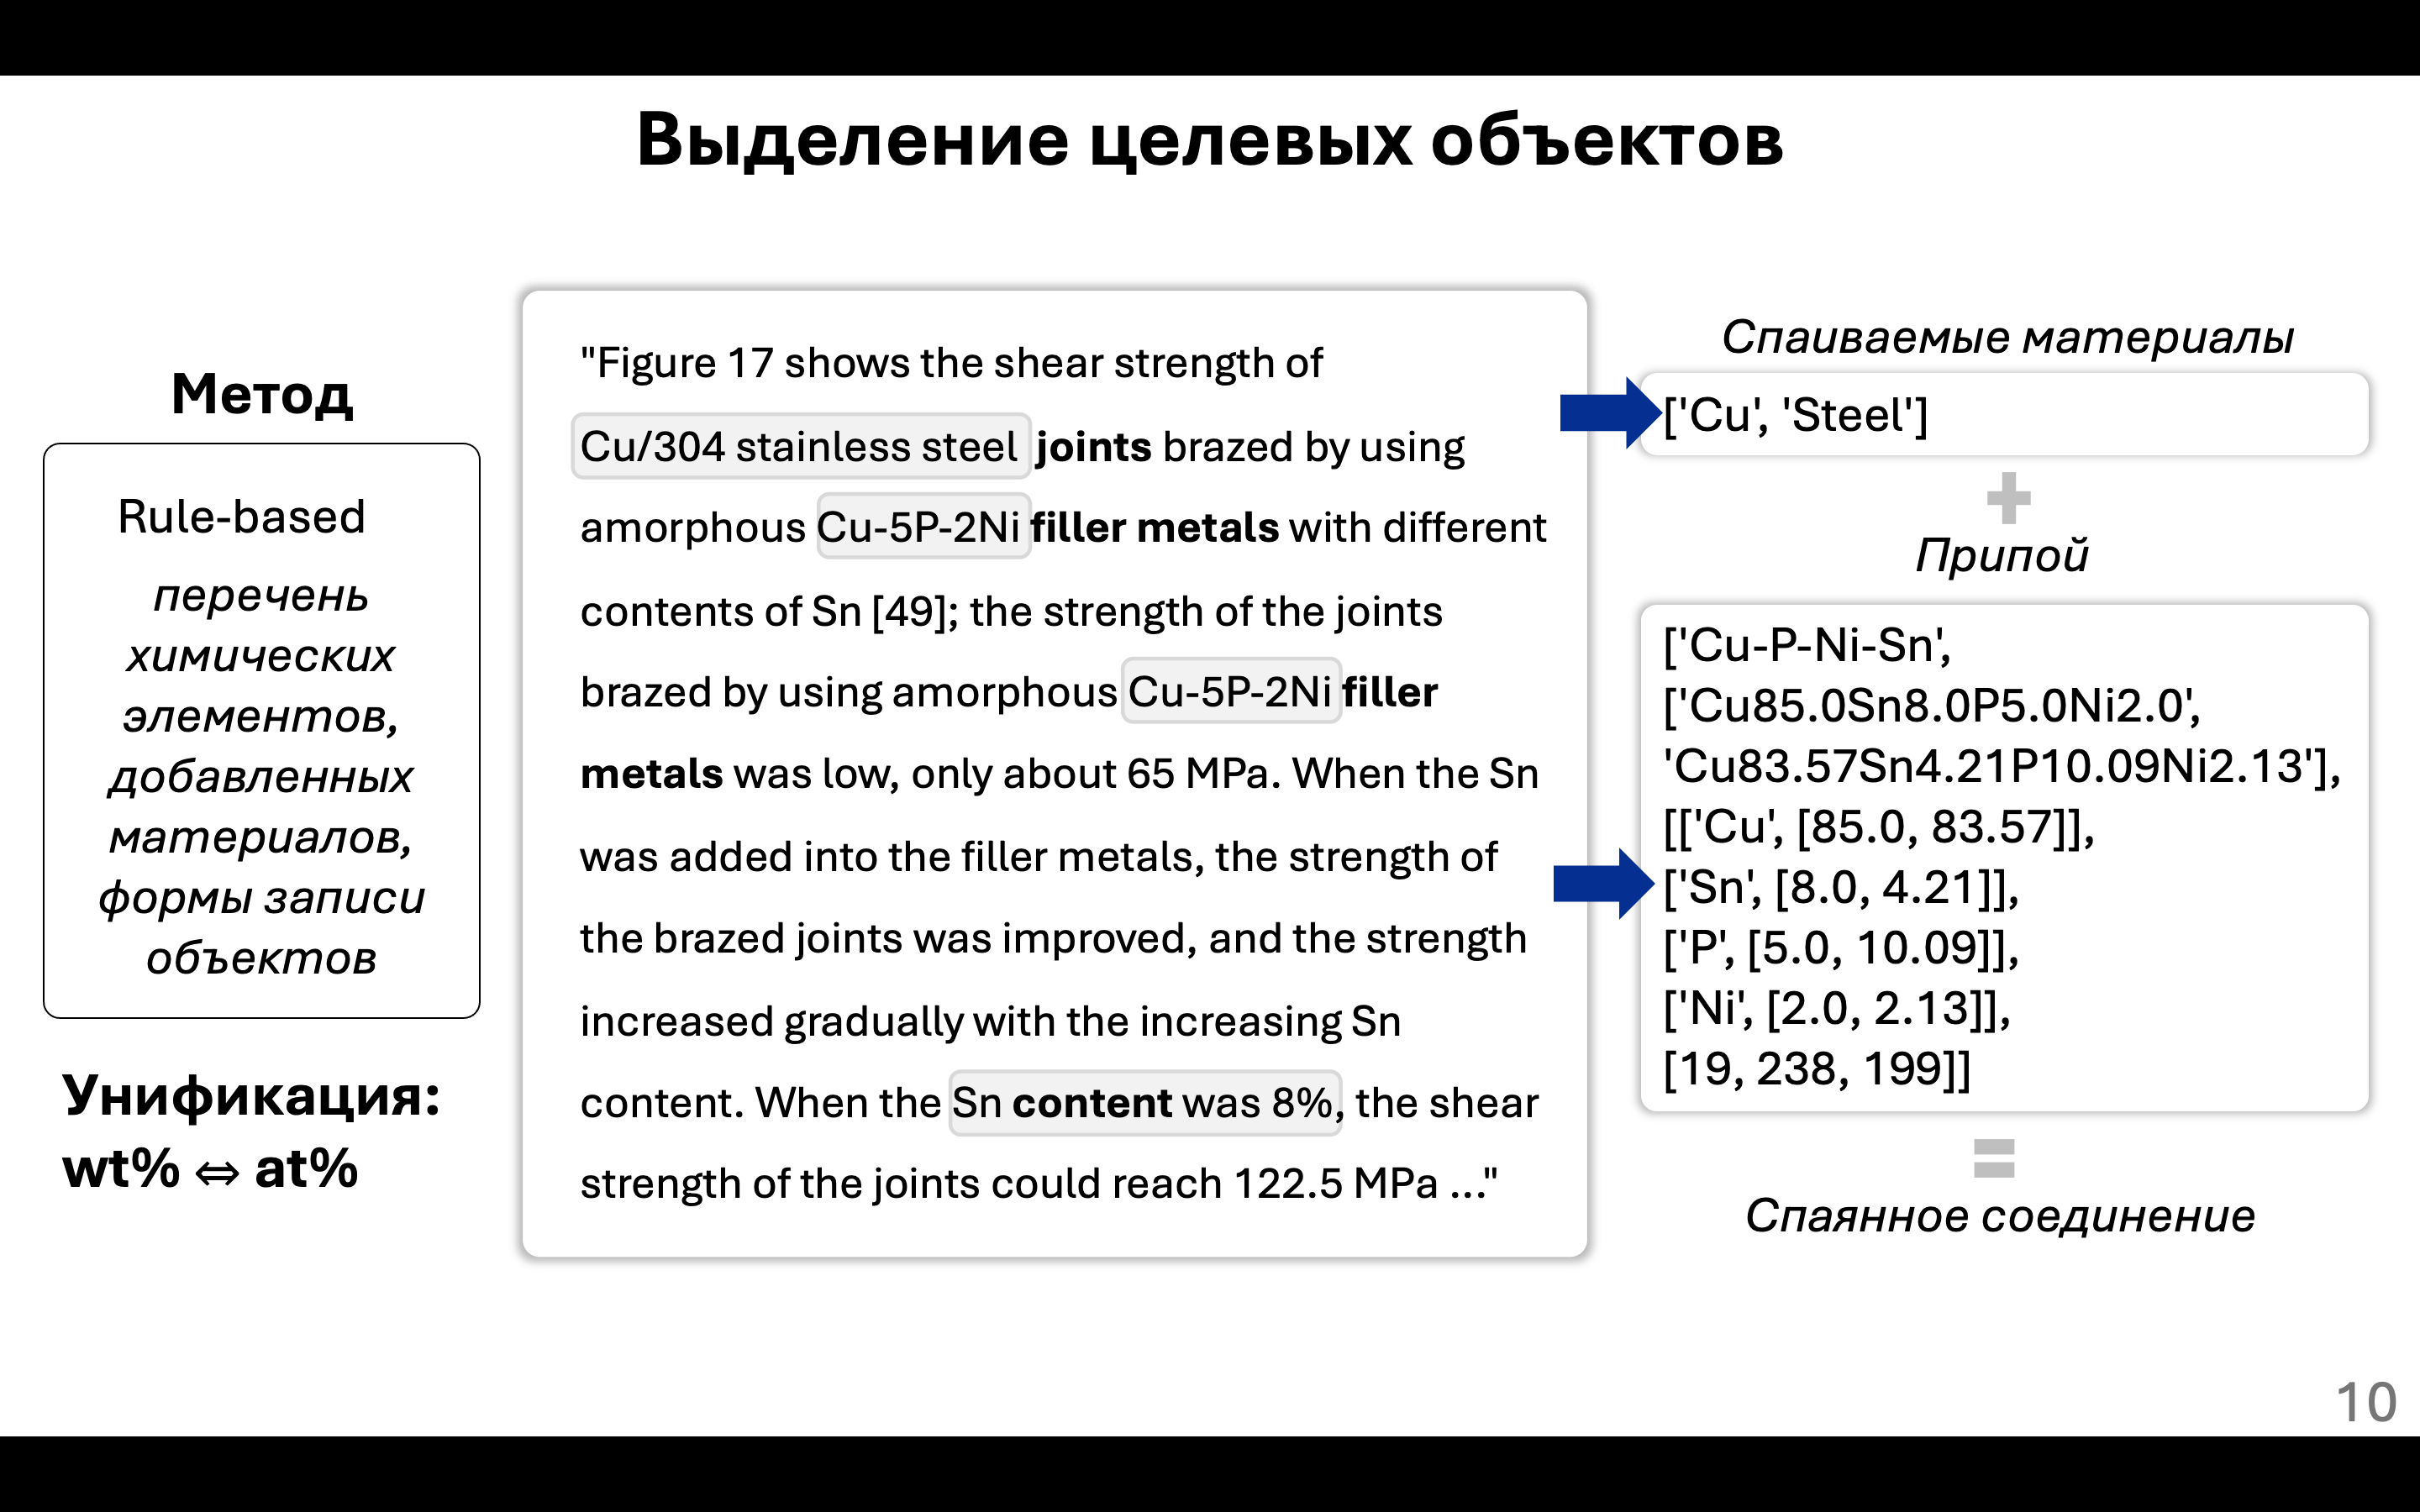 Выделение целевых объектов
Метод
Rule-based
перечень
химических
элементов,
добавленных
материалов,
формы записи
объектов
Унификация:
wt% ⇔ at%
"Figure 17 shows the shear strength of
Cu/304 stainless steel joints brazed by using
amorphous Cu-5P-2Ni filler metals with different
contents of Sn [49]; the strength of the joints
brazed by using amorphous Cu-5P-2Ni filler
metals was low, only about 65 MPa. When the Sn
was added into the filler metals, the strength of
the brazed joints was improved, and the strength
increased gradually with the increasing Sn
content. When the Sn content was 8%, the shear
strength of the joints could reach 122.5 MPa ..."
Спаиваемые материалы
['Cu', 'Steel']
+
Припой
['Cu-P-Ni-Sn',
['Cu85.0Sn8.0P5.0Ni2.0',
'Cu83.57Sn4.21P10.09Ni2.13'],
[['Cu', [85.0, 83.57]],
['Sn', [8.0, 4.21]],
['P', [5.0, 10.09]],
['Ni', [2.0, 2.13]],
[19, 238, 199]]
=
Спаянное соединение
10